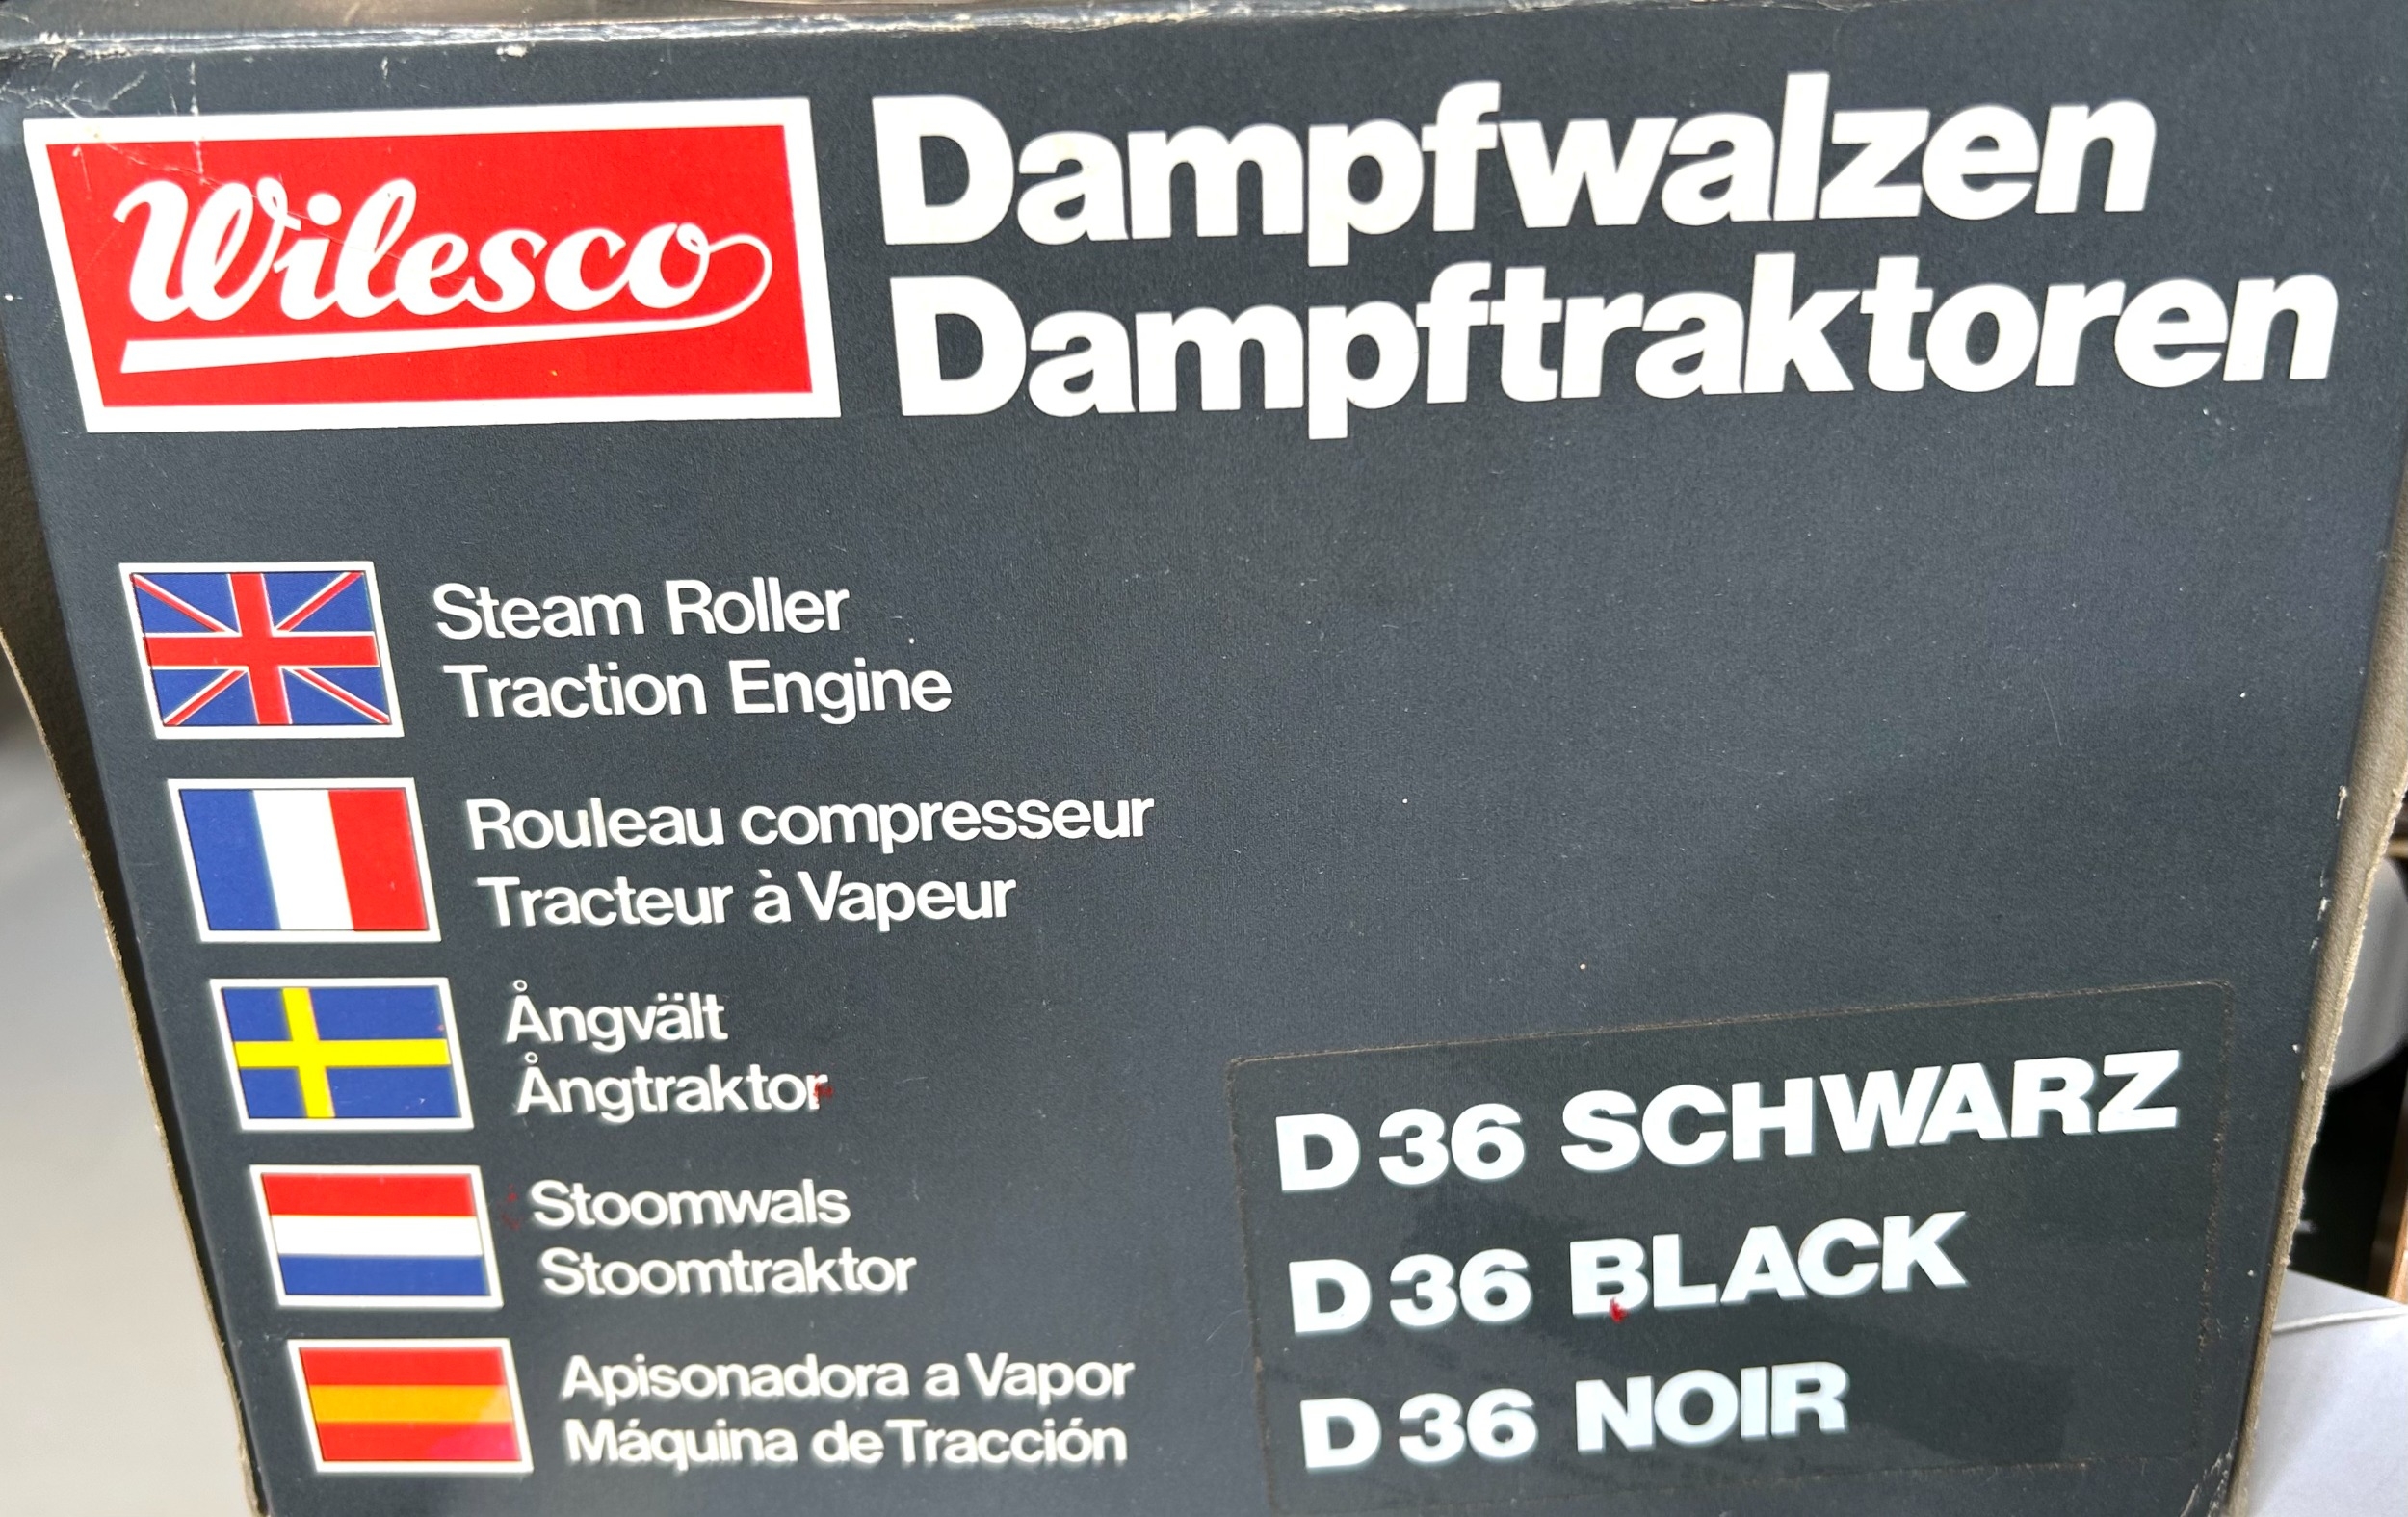 Wilesco
Dampfwalzen
Dampftraktoren
Steam Roller
Traction Engine
Rouleau compresseur
Tracteur à Vapeur
Ångvält
Ångtraktor
Stoomwals
Stoomtraktor
Apisonadora a Vapor
Máquina de Tracción
D 36 SCHWARZ
D 36 BLACK
D 36 NOIR